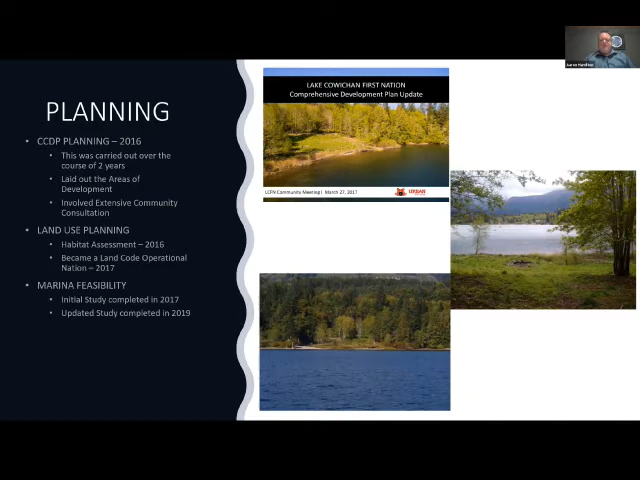 PLANNING
• CCDP PLANNING – 2016
• This was carried out over the
course of 2 years
• Laid out the Areas of
Development
• Involved Extensive Community
Consultation
• LAND USE PLANNING
• Habitat Assessment – 2016
• Became a Land Code Operational
Nation – 2017
• MARINA FEASIBILITY
• Initial Study completed in 2017
• Updated Study completed in 2019
LAKE COWICHAN FIRST NATION
Comprehensive Development Plan Update
LCFN Community Meeting | March 27, 2017
URBAN
Aaron Hamilton